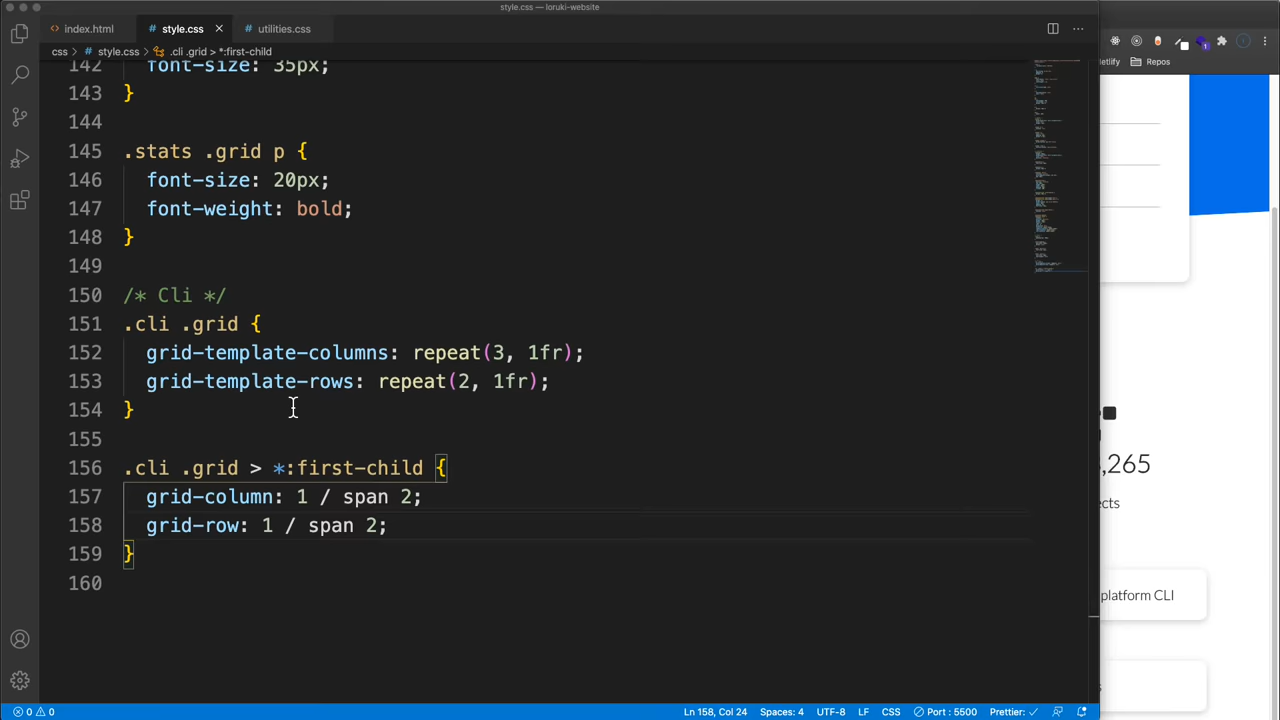 style.css — loruki-website
index.html
style.css
utilities.css
css > style.css > .cli .grid > *:first-child
142 font-size: 35px;
143 }
144
145 .stats .grid p {
146 font-size: 20px;
147 font-weight: bold;
148 }
149
150 /* Cli */
151 .cli .grid {
152 grid-template-columns: repeat(3, 1fr);
153 grid-template-rows: repeat(2, 1fr);
154 }
155
156 .cli .grid > *:first-child {
157 grid-column: 1 / span 2;
158 grid-row: 1 / span 2;
159 }
160
etlify Repos
,265
ects
platform CLI
s
0 0 Ln 158, Col 24 Spaces: 4 UTF-8 LF CSS Port : 5500 Prettier: ✓